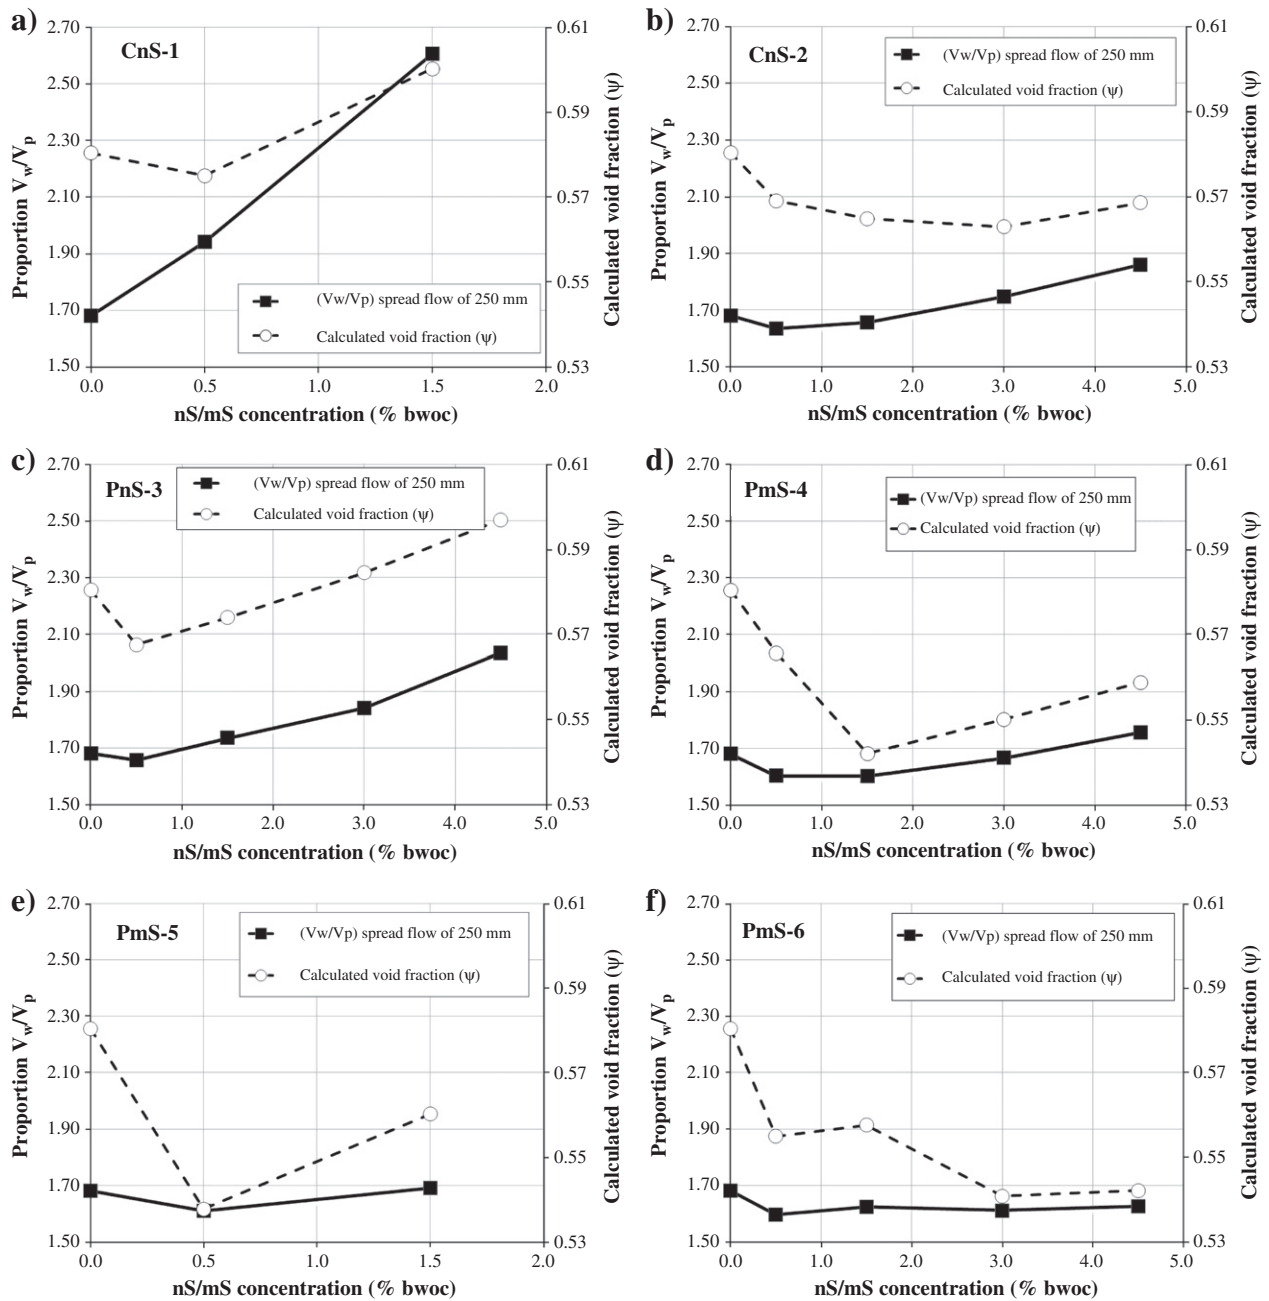 a)
CnS-1
2.70
2.50
2.30
2.10
1.90
1.70
1.50
Proportion Vw/Vp
0.61
0.59
0.57
0.55
0.53
Calculated void fraction (ψ)
(Vw/Vp) spread flow of 250 mm
Calculated void fraction (ψ)
0.0 0.5 1.0 1.5 2.0
nS/mS concentration (% bwoc)
b)
CnS-2
2.70
2.50
2.30
2.10
1.90
1.70
1.50
Proportion Vw/Vp
0.61
0.59
0.57
0.55
0.53
Calculated void fraction (ψ)
(Vw/Vp) spread flow of 250 mm
Calculated void fraction (ψ)
0.0 1.0 2.0 3.0 4.0 5.0
nS/mS concentration (% bwoc)
c)
PnS-3
2.70
2.50
2.30
2.10
1.90
1.70
1.50
Proportion Vw/Vp
0.61
0.59
0.57
0.55
0.53
Calculated void fraction (ψ)
(Vw/Vp) spread flow of 250 mm
Calculated void fraction (ψ)
0.0 1.0 2.0 3.0 4.0 5.0
nS/mS concentration (% bwoc)
d)
PmS-4
2.70
2.50
2.30
2.10
1.90
1.70
1.50
Proportion Vw/Vp
0.61
0.59
0.57
0.55
0.53
Calculated void fraction (ψ)
(Vw/Vp) spread flow of 250 mm
Calculated void fraction (ψ)
0.0 1.0 2.0 3.0 4.0 5.0
nS/mS concentration (% bwoc)
e)
PmS-5
2.70
2.50
2.30
2.10
1.90
1.70
1.50
Proportion Vw/Vp
0.61
0.59
0.57
0.55
0.53
Calculated void fraction (ψ)
(Vw/Vp) spread flow of 250 mm
Calculated void fraction (ψ)
0.0 0.5 1.0 1.5 2.0
nS/mS concentration (% bwoc)
f)
PmS-6
2.70
2.50
2.30
2.10
1.90
1.70
1.50
Proportion Vw/Vp
0.61
0.59
0.57
0.55
0.53
Calculated void fraction (ψ)
(Vw/Vp) spread flow of 250 mm
Calculated void fraction (ψ)
0.0 1.0 2.0 3.0 4.0 5.0
nS/mS concentration (% bwoc)